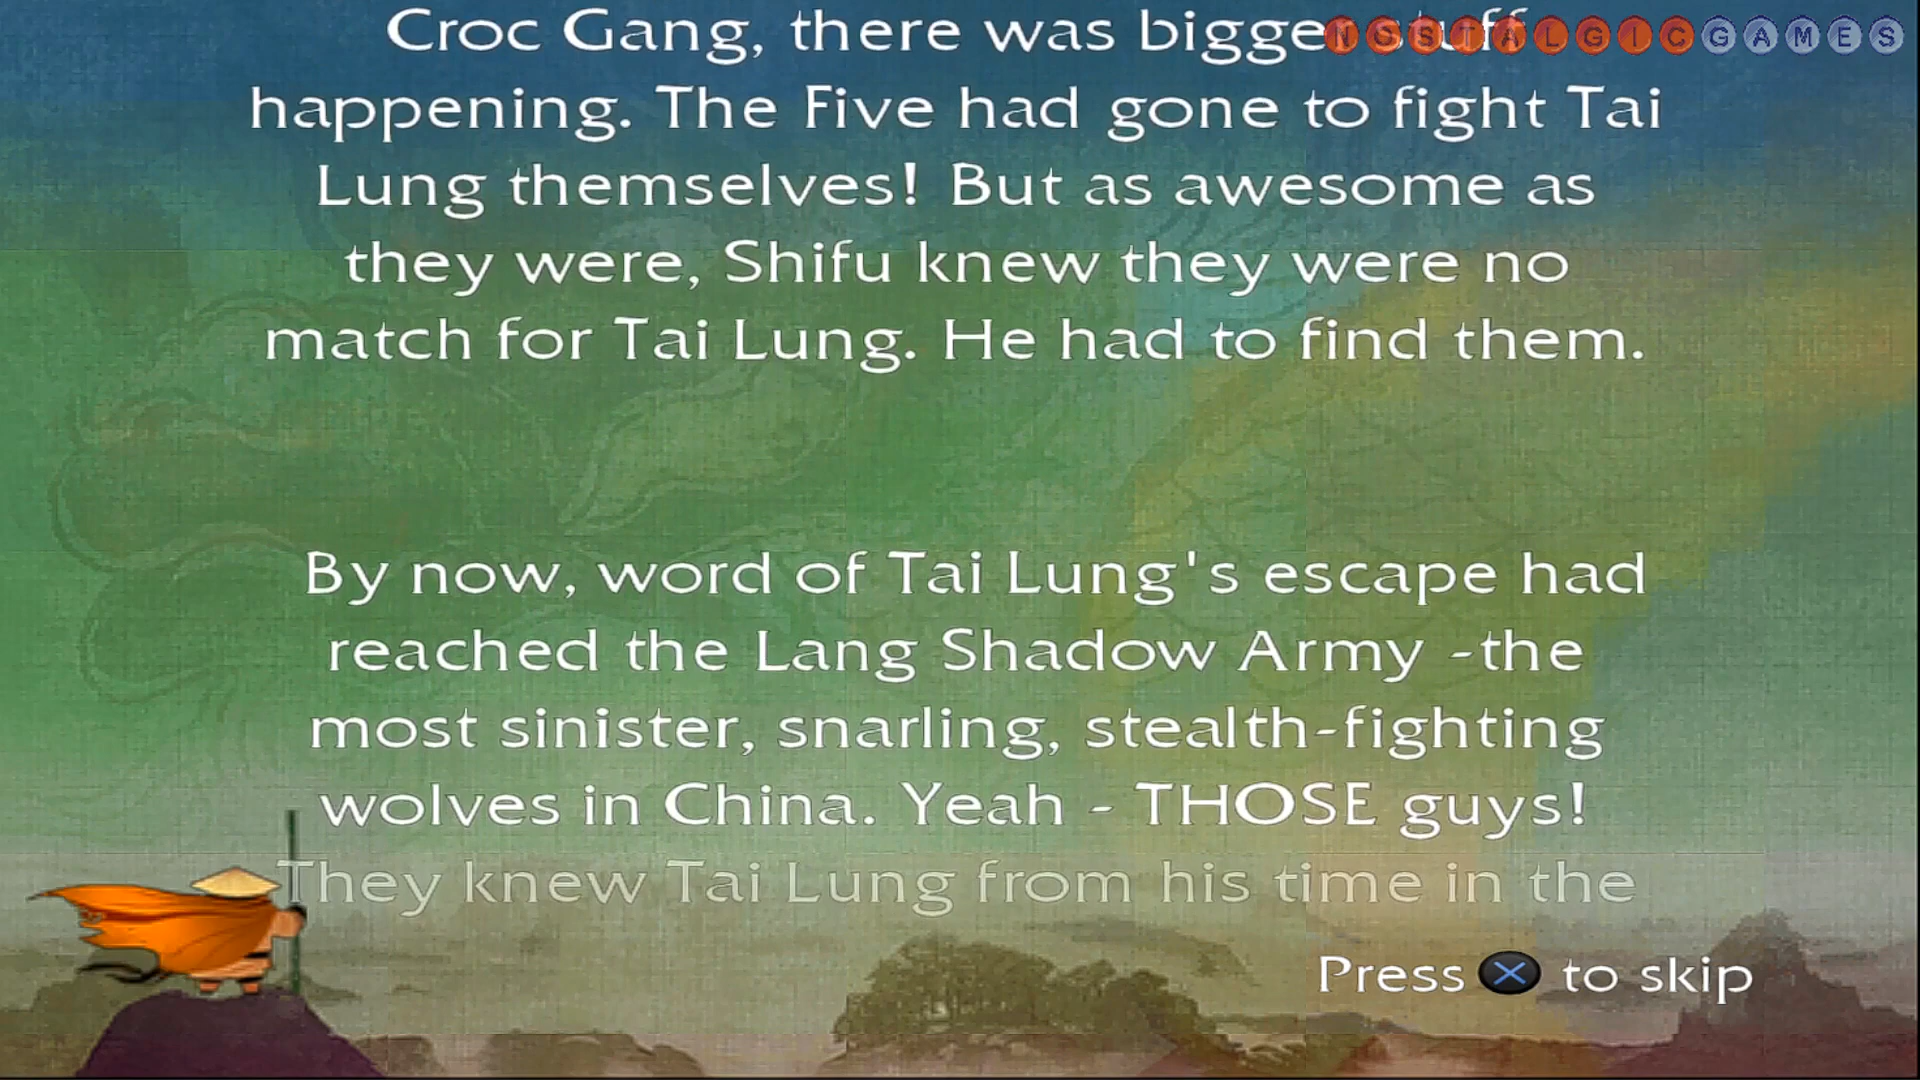 Croc Gang, there was bigger stuff
NOSTALGICGAMES
happening. The Five had gone to fight Tai
Lung themselves! But as awesome as
they were, Shifu knew they were no
match for Tai Lung. He had to find them.
By now, word of Tai Lung's escape had
reached the Lang Shadow Army -the
most sinister, snarling, stealth-fighting
wolves in China. Yeah - THOSE guys!
They knew Tai Lung from his time in the
Press to skip